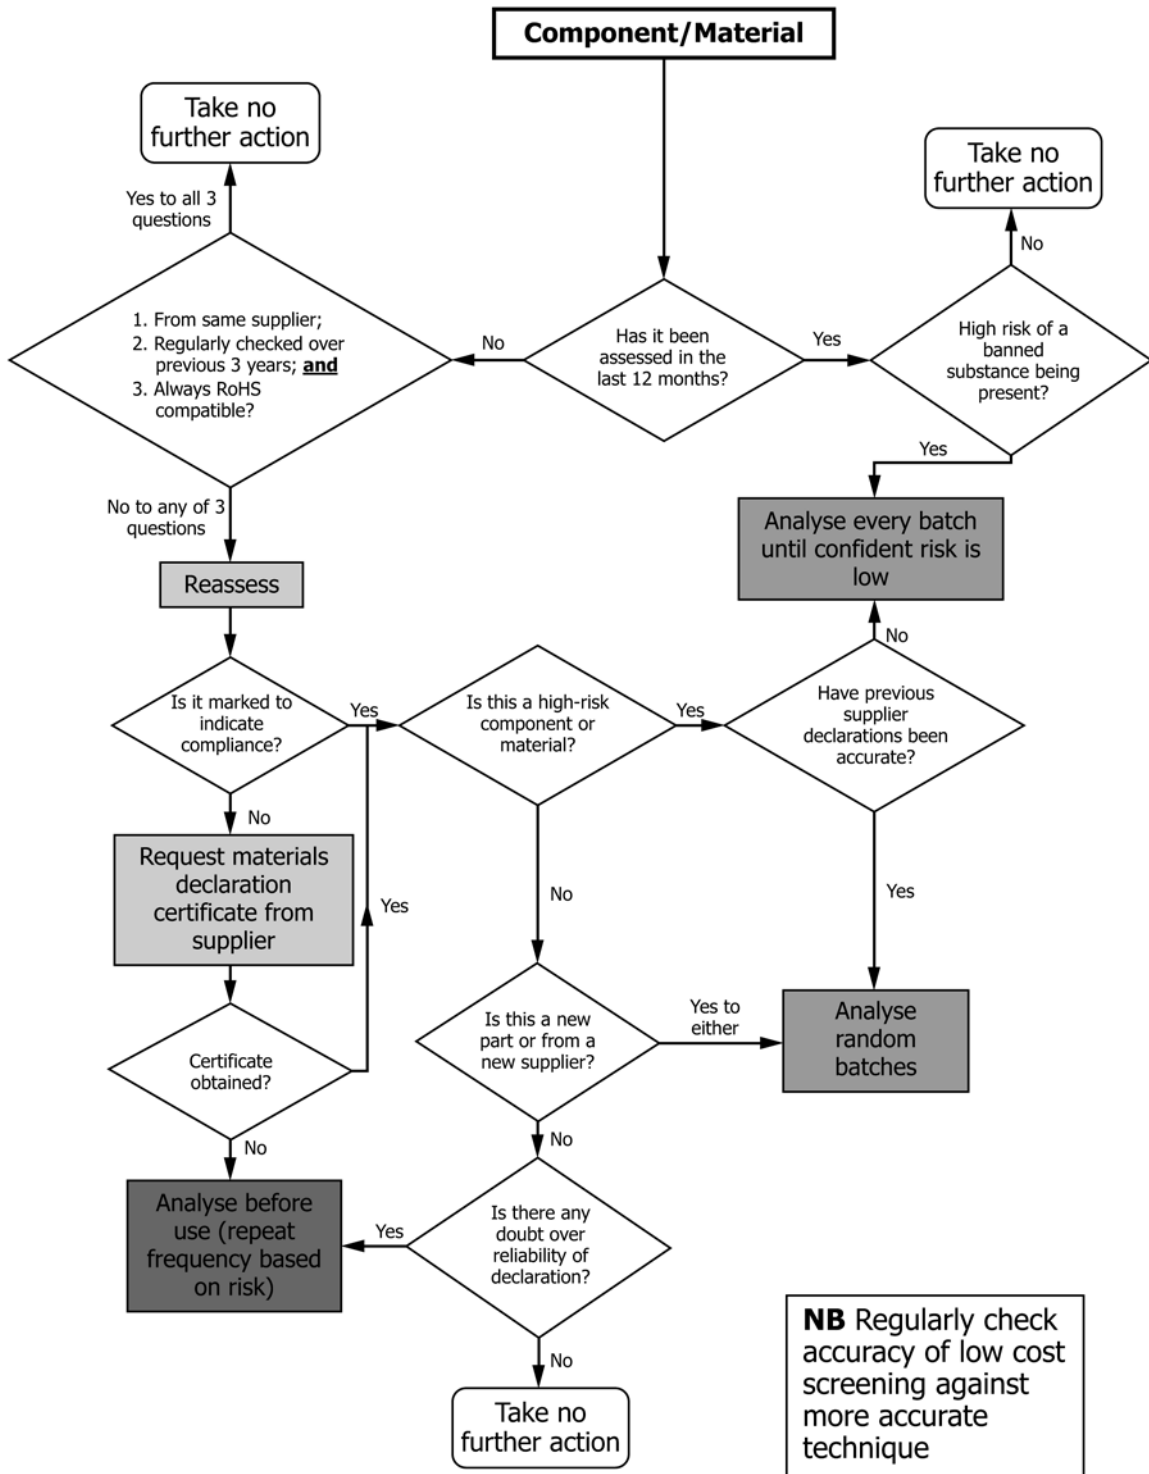 Component/Material
Take no
further action
Take no
further action
Yes to all 3
questions
No
1. From same supplier;
2. Regularly checked over
previous 3 years; and
3. Always RoHS
compatible?
No
Has it been
assessed in the
last 12 months?
Yes
High risk of a
banned
substance being
present?
Yes
No to any of 3
questions
Analyse every batch
until confident risk is
low
Reassess
No
Is it marked to
indicate
compliance?
Yes
Is this a high-risk
component or
material?
Yes
Have previous
supplier
declarations been
accurate?
No
Request materials
declaration
certificate from
supplier
Yes
No
Yes
Certificate
obtained?
Is this a new
part or from a
new supplier?
Yes to
either
Analyse
random
batches
No
No
Analyse before
use (repeat
frequency based
on risk)
Yes
Is there any
doubt over
reliability of
declaration?
No
Take no
further action
NB Regularly check
accuracy of low cost
screening against
more accurate
technique